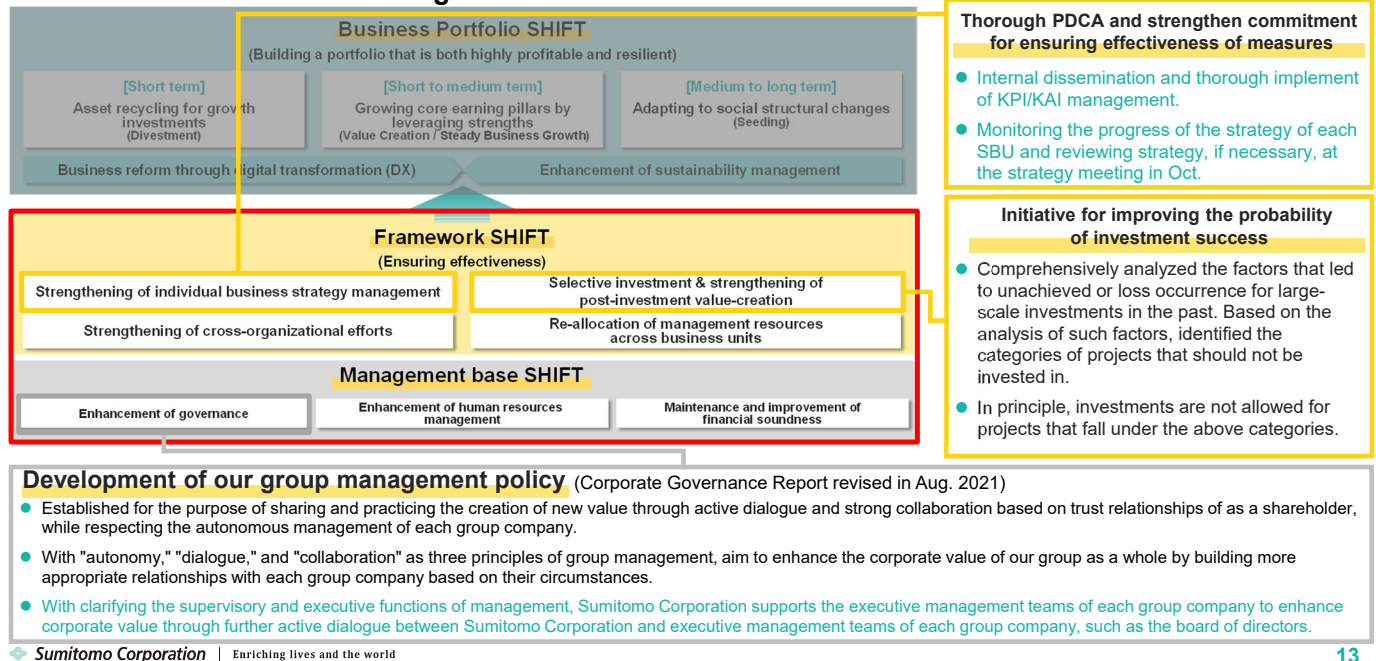 Business Portfolio SHIFT
(Building a portfolio that is both highly profitable and resilient)
[Short term]
Asset recycling for growth
investments
(Divestment)
[Short to medium term]
Growing core earning pillars by
leveraging strengths
(Value Creation / Steady Business Growth)
[Medium to long term]
Adapting to social structural changes
(Seeding)
Business reform through digital transformation (DX)
Enhancement of sustainability management
Framework SHIFT
(Ensuring effectiveness)
Strengthening of individual business strategy management
Selective investment & strengthening of
post-investment value-creation
Strengthening of cross-organizational efforts
Re-allocation of management resources
across business units
Management base SHIFT
Enhancement of governance
Enhancement of human resources
management
Maintenance and improvement of
financial soundness
Thorough PDCA and strengthen commitment
for ensuring effectiveness of measures
● Internal dissemination and thorough implement
of KPI/KAI management.
● Monitoring the progress of the strategy of each
SBU and reviewing strategy, if necessary, at
the strategy meeting in Oct.
Initiative for improving the probability
of investment success
● Comprehensively analyzed the factors that led
to unachieved or loss occurrence for large-
scale investments in the past. Based on the
analysis of such factors, identified the
categories of projects that should not be
invested in.
● In principle, investments are not allowed for
projects that fall under the above categories.
Development of our group management policy (Corporate Governance Report revised in Aug. 2021)
● Established for the purpose of sharing and practicing the creation of new value through active dialogue and strong collaboration based on trust relationships of as a shareholder,
while respecting the autonomous management of each group company.
● With "autonomy," "dialogue," and "collaboration" as three principles of group management, aim to enhance the corporate value of our group as a whole by building more
appropriate relationships with each group company based on their circumstances.
● With clarifying the supervisory and executive functions of management, Sumitomo Corporation supports the executive management teams of each group company to enhance
corporate value through further active dialogue between Sumitomo Corporation and executive management teams of each group company, such as the board of directors.
Sumitomo Corporation | Enriching lives and the world
13